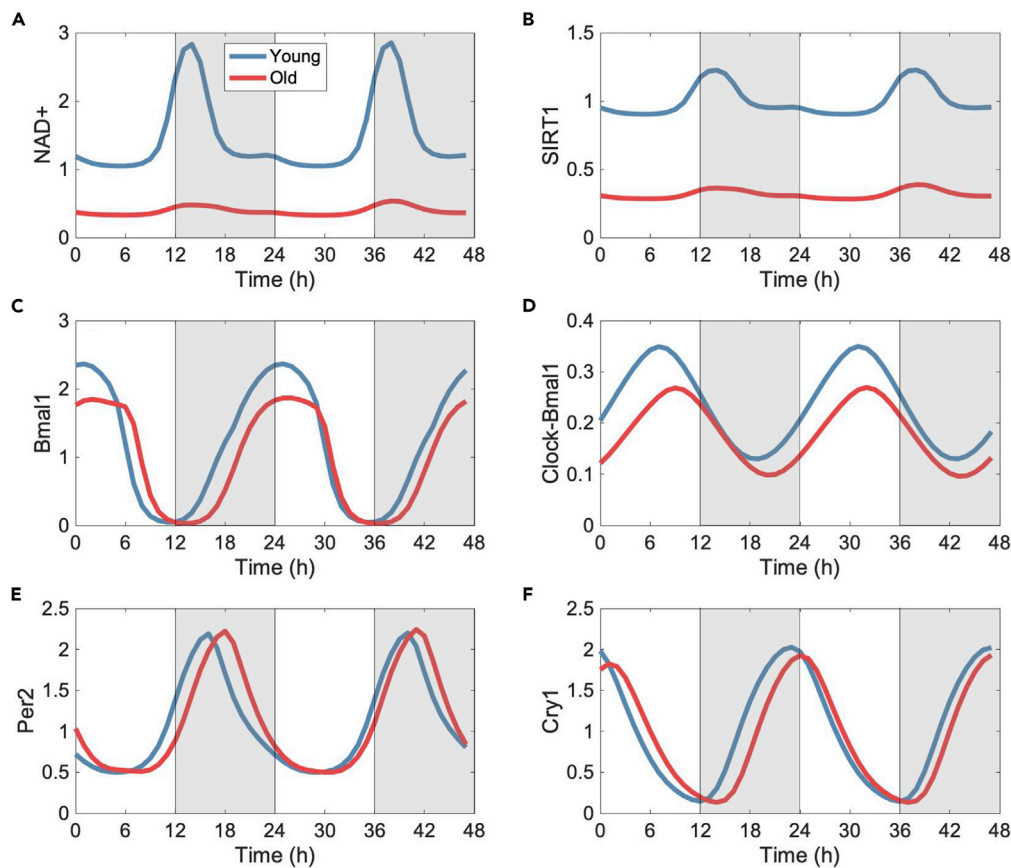 A
3
2
1
0
NAD+
Young
Old
0 6 12 18 24 30 36 42 48
Time (h)
B
1.5
1
0.5
0
SIRT1
0 6 12 18 24 30 36 42 48
Time (h)
C
3
2
1
0
Bmal1
0 6 12 18 24 30 36 42 48
Time (h)
D
0.4
0.3
0.2
0.1
0
Clock-Bmal1
0 6 12 18 24 30 36 42 48
Time (h)
E
2.5
2
1.5
1
0.5
0
Per2
0 6 12 18 24 30 36 42 48
Time (h)
F
2.5
2
1.5
1
0.5
0
Cry1
0 6 12 18 24 30 36 42 48
Time (h)